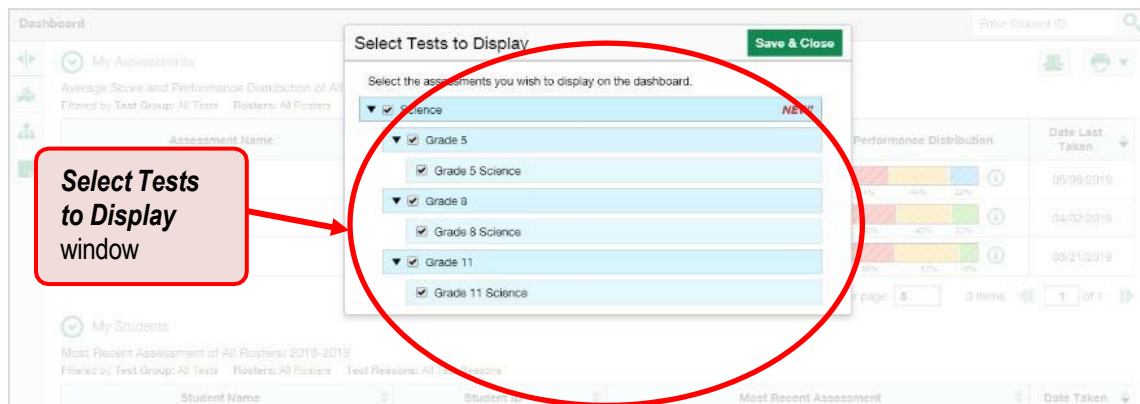 Dashboard
Enter Student ID
Select Tests to Display
Save & Close
My Assessments
Select the assessments you wish to display on the dashboard.
Average Score and Performance Distribution of All
Filtered by Test Group: All Tests Rosters: All Rosters
Science
NEW!
Assessment Name
Performance Distribution
Date Last
Taken
Grade 5
Grade 5 Science
05/08/2019
Select Tests
to Display
window
Grade 8
04/02/2019
Grade 8 Science
Grade 11
03/21/2019
Grade 11 Science
page: 5
3 items
1 of 1
My Students
Most Recent Assessment of All Rosters: 2018-2019
Filtered by Test Group: All Tests Rosters: All Rosters Test Reasons: All Test Reasons
Student Name
Student ID
Most Recent Assessment
Date Taken